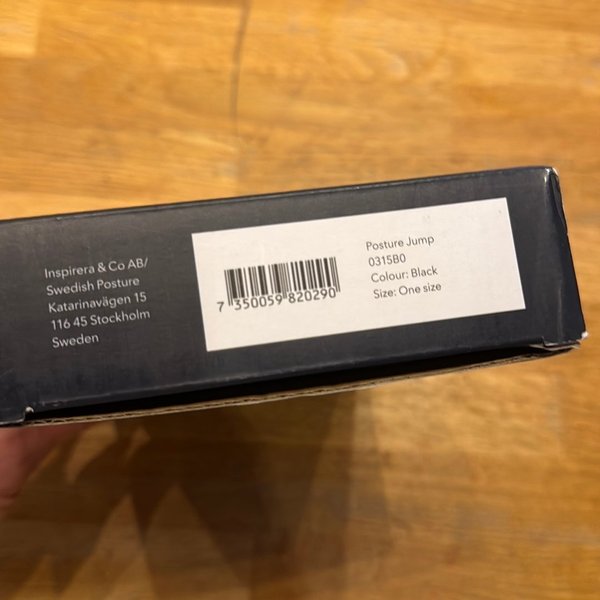 Inspirera & Co AB/
Swedish Posture
Katarinavägen 15
116 45 Stockholm
Sweden
7 350059 820290
Posture Jump
0315B0
Colour: Black
Size: One size